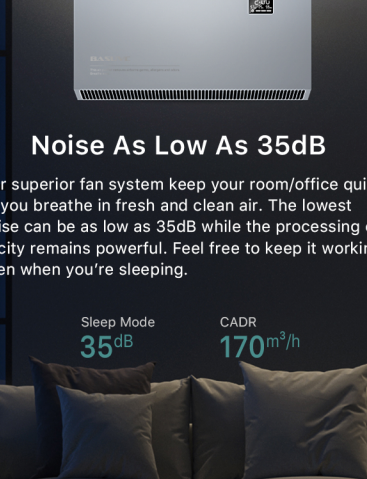 Noise As Low As 35dB
r superior fan system keep your room/office qui
you breathe in fresh and clean air. The lowest
ise can be as low as 35dB while the processing
city remains powerful. Feel free to keep it workin
en when you're sleeping.
Sleep Mode
35dB
CADR
170m³/h